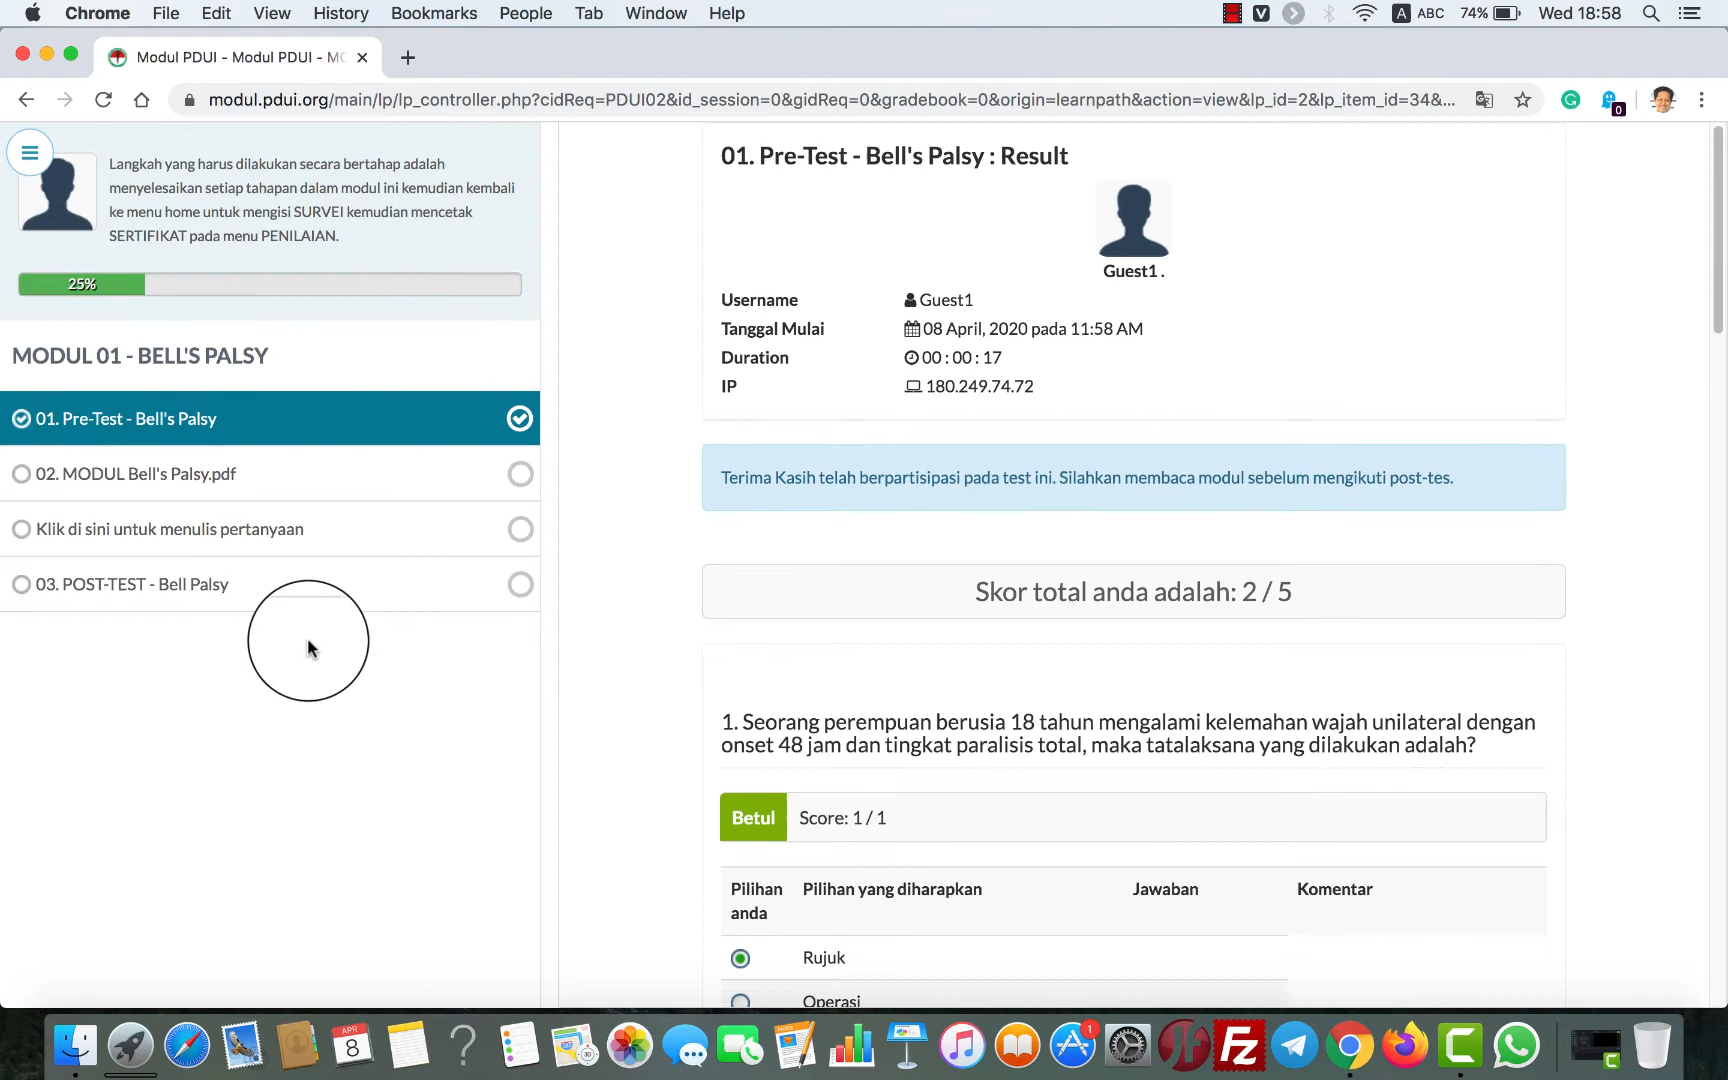 Chrome File Edit View History Bookmarks People Tab Window Help
V
A ABC 74% Wed 18:58
Modul PDUI - Modul PDUI - MO
modul.pdui.org/main/lp/lp_controller.php?cidReq=PDUI02&id_session=0&gidReq=0&gradebook=0&origin=learnpath&action=view&lp_id=2&lp_item_id=34&...
0
Langkah yang harus dilakukan secara bertahap adalah
menyelesaikan setiap tahapan dalam modul ini kemudian kembali
ke menu home untuk mengisi SURVEI kemudian mencetak
SERTIFIKAT pada menu PENILAIAN.
25%
MODUL 01 - BELL'S PALSY
01. Pre-Test - Bell's Palsy
02. MODUL Bell's Palsy.pdf
Klik di sini untuk menulis pertanyaan
03. POST-TEST - Bell Palsy
01. Pre-Test - Bell's Palsy : Result
Guest1 .
Username Guest1
Tanggal Mulai 08 April, 2020 pada 11:58 AM
Duration 00 : 00 : 17
IP 180.249.74.72
Terima Kasih telah berpartisipasi pada test ini. Silahkan membaca modul sebelum mengikuti post-tes.
Skor total anda adalah: 2 / 5
1. Seorang perempuan berusia 18 tahun mengalami kelemahan wajah unilateral dengan
onset 48 jam dan tingkat paralisis total, maka tatalaksana yang dilakukan adalah?
Betul Score: 1 / 1
Pilihan anda Pilihan yang diharapkan Jawaban Komentar
Rujuk
Operasi
APR
8
30
1
Fz